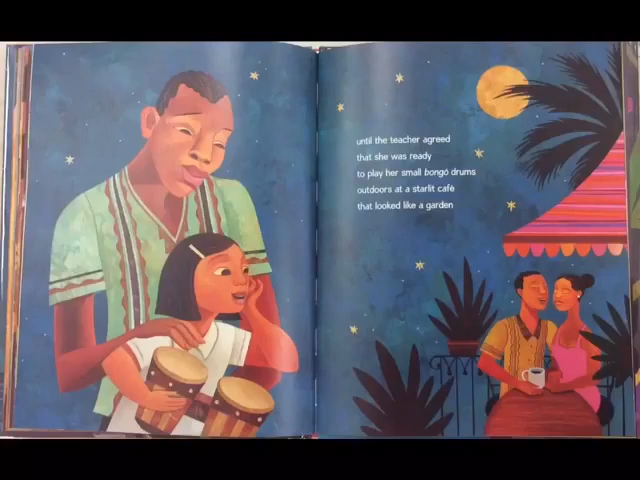 until the teacher agreed
that she was ready
to play her small bongó drums
outdoors at a starlit café
that looked like a garden